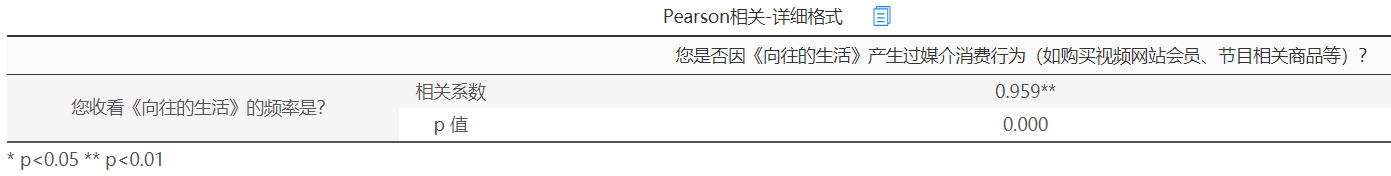 Pearson相关-详细格式
您是否因《向往的生活》产生过媒介消费行为（如购买视频网站会员、节目相关商品等）？
您收看《向往的生活》的频率是？
相关系数 0.959**
p 值 0.000
* p<0.05 ** p<0.01